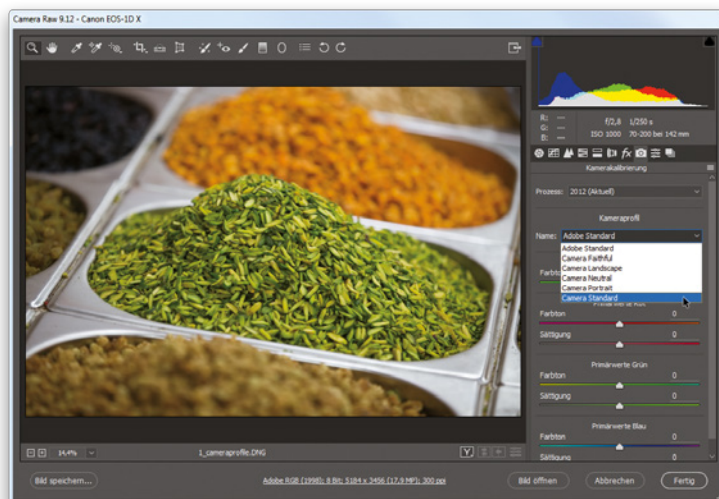 Camera Raw 9.12 - Canon EOS-1D X
R: ---
G: ---
B: ---
f/2,8 1/250 s
ISO 1000 70-200 bei 142 mm
Kamerakalibrierung
Prozess: 2012 (Aktuell)
Kameraprofil
Name: Adobe Standard
Adobe Standard
Camera Faithful
Camera Landscape
Camera Neutral
Camera Portrait
Camera Standard
Farbton 0
Sättigung 0
Primärwerte Grün
Farbton 0
Sättigung 0
Primärwerte Blau
Farbton 0
Sättigung 0
14,4%
1_cameraprofile.DNG
Y
Bild speichern...
Adobe RGB (1998); 8 Bit; 5184 x 3456 (17,9 MP); 300 ppi
Bild öffnen
Abbrechen
Fertig